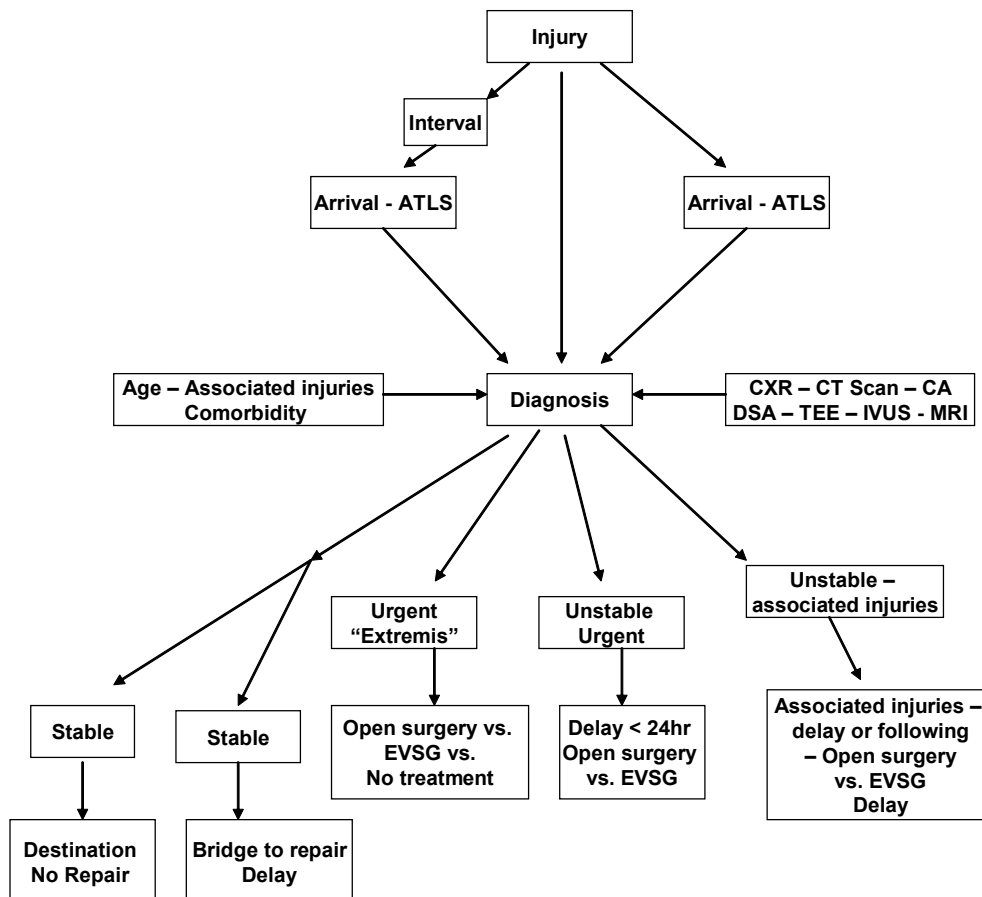 Injury
Interval
Arrival - ATLS
Arrival - ATLS
Age – Associated injuries
Comorbidity
Diagnosis
CXR – CT Scan – CA
DSA – TEE – IVUS - MRI
Urgent
“Extremis”
Unstable
Urgent
Unstable –
associated injuries
Stable
Stable
Open surgery vs.
EVSG vs.
No treatment
Delay < 24hr
Open surgery
vs. EVSG
Associated injuries –
delay or following
– Open surgery
vs. EVSG
Delay
Destination
No Repair
Bridge to repair
Delay